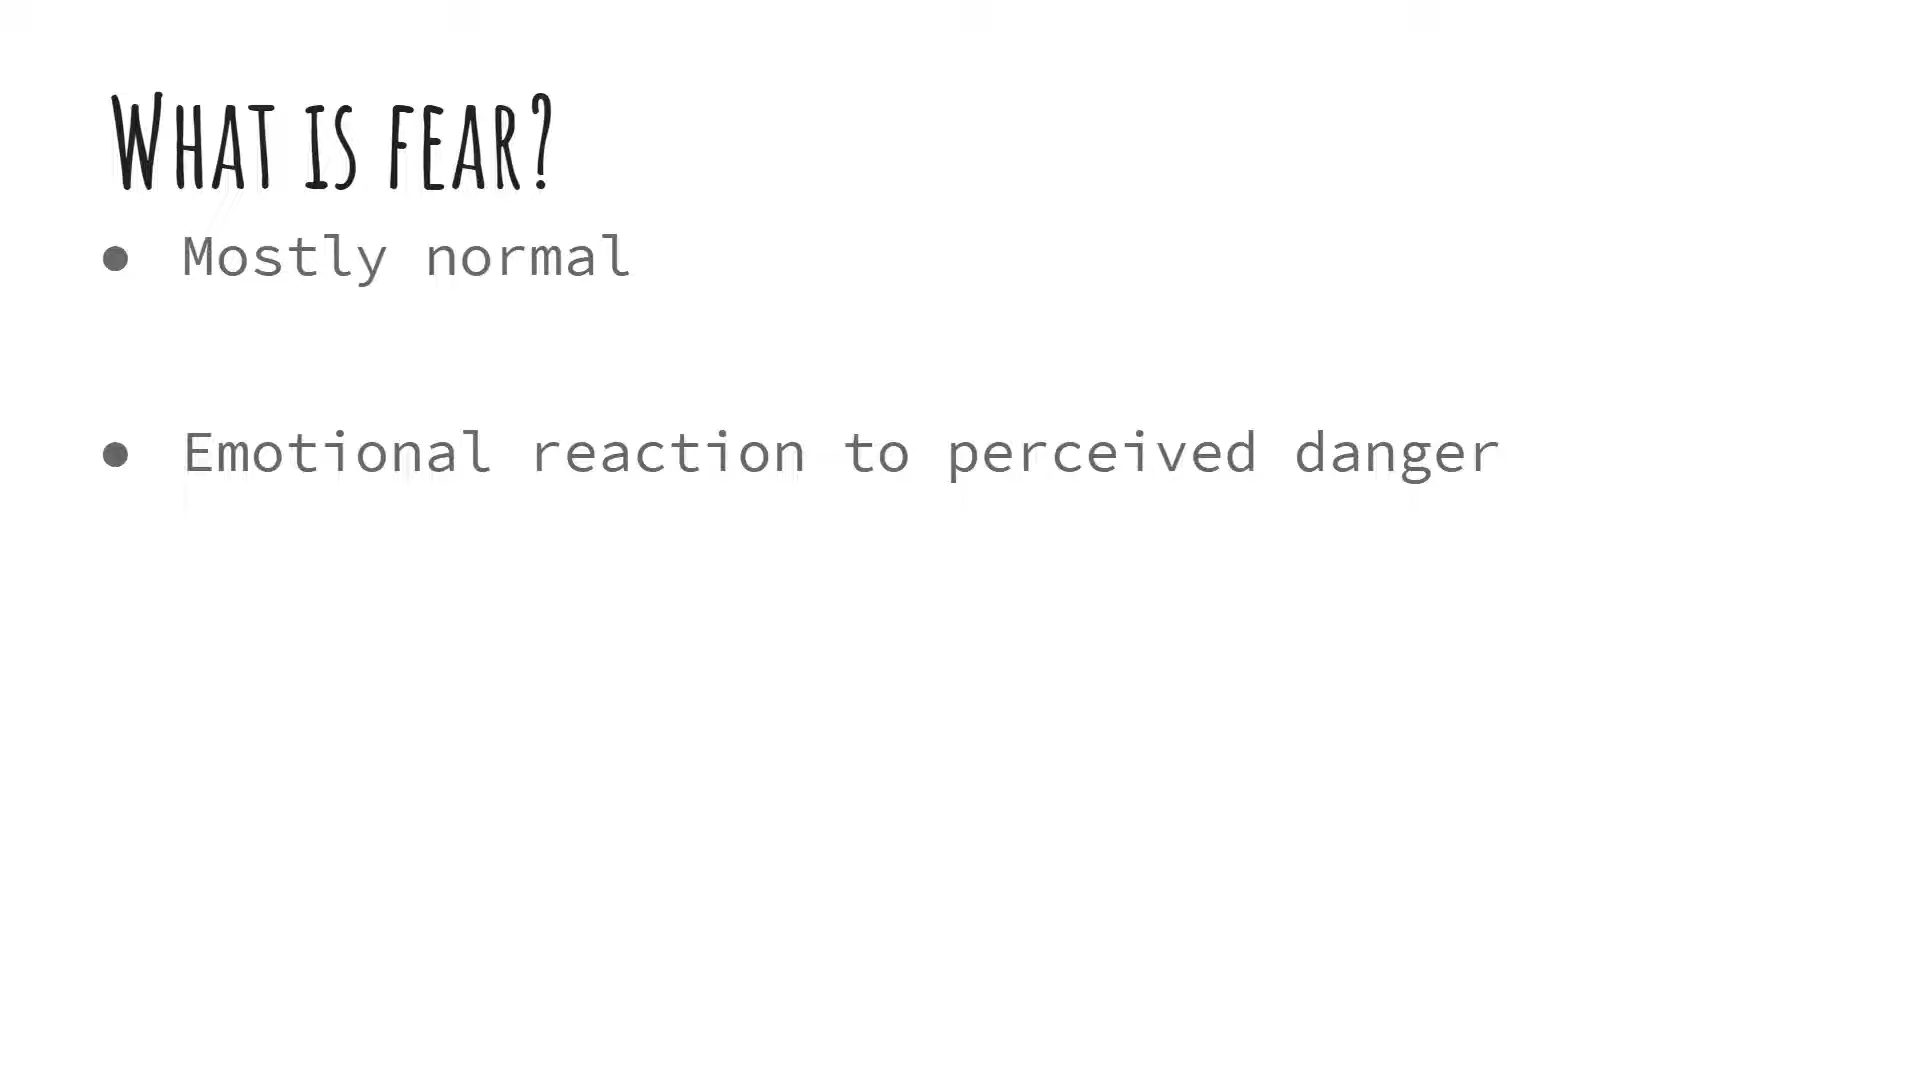 What is fear?
● Mostly normal
● Emotional reaction to perceived danger